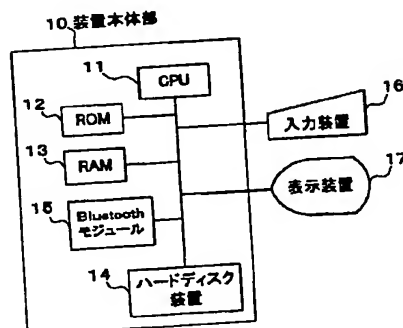 10 装置本体部
11
CPU
12
ROM
13
RAM
15
Bluetooth
モジュール
14
ハードディスク
装置
16
入力装置
17
表示装置